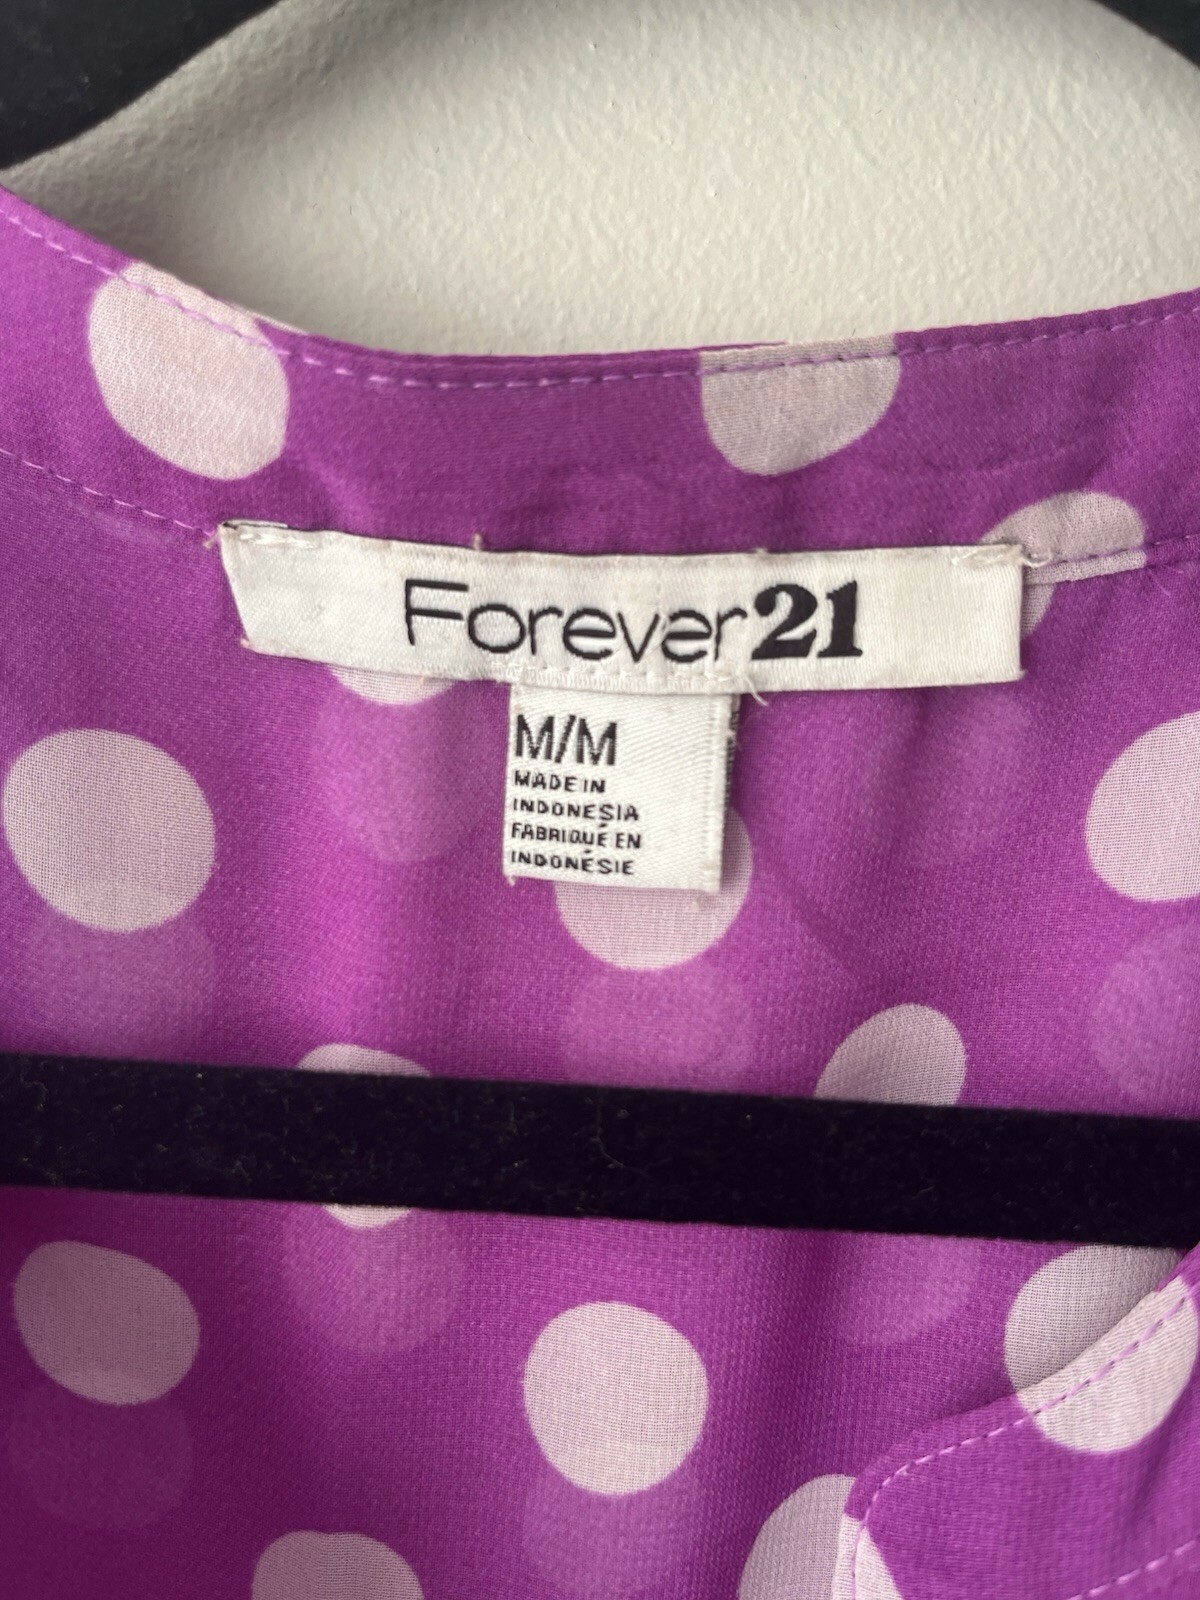 Forever21
M/M
MADE IN
INDONESIA
FABRIQUÉ EN
INDONÉSIE